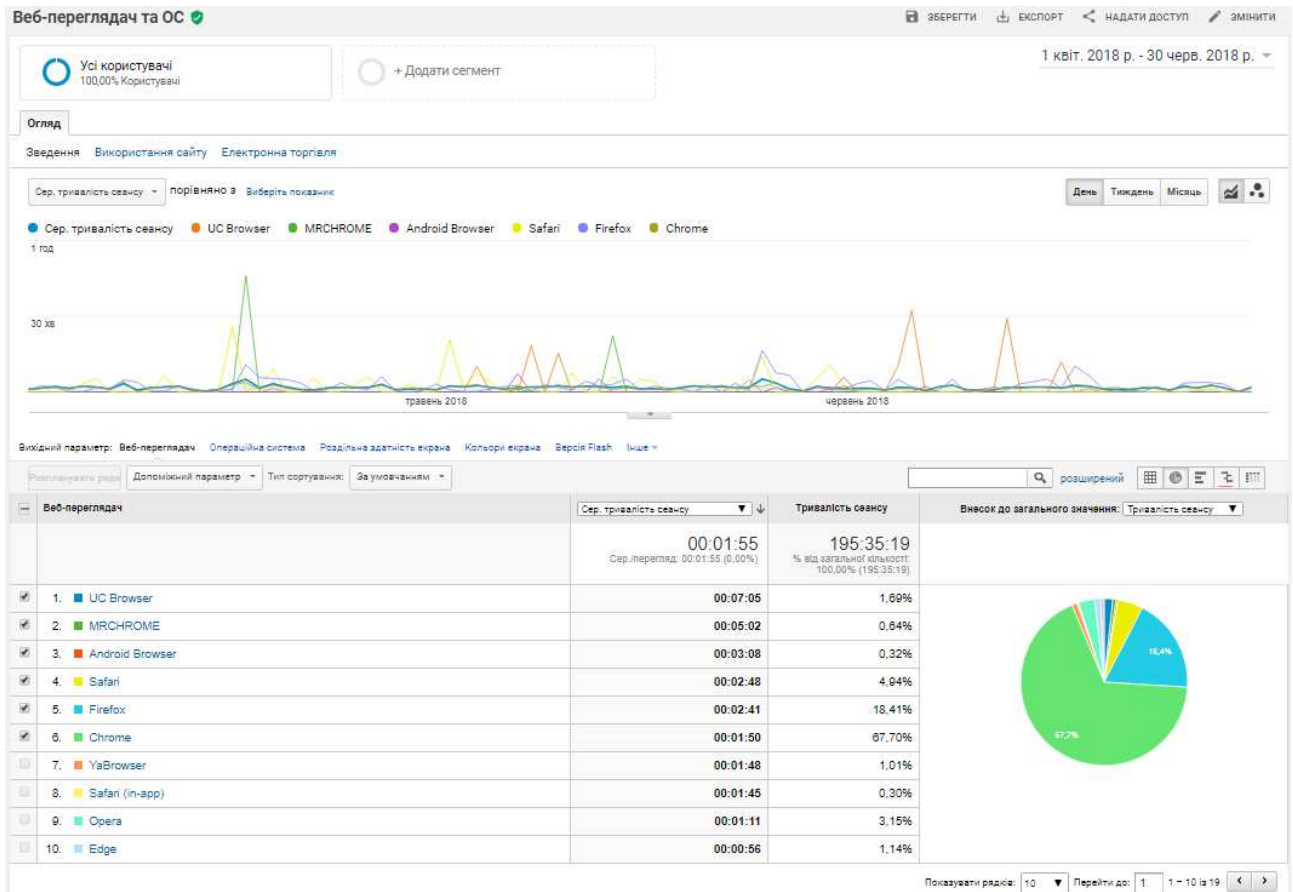 Веб-переглядач та ОС
ЗБЕРЕГТИ ЕКСПОРТ НАДАТИ ДОСТУП ЗМІНИТИ
Усі користувачі
100,00% Користувачі
+ Додати сегмент
1 квіт. 2018 р. - 30 черв. 2018 р.
Огляд
Зведення Використання сайту Електронна торгівля
Сер. тривалість сеансу порівняно з Виберіть показник
День Тиждень Місяць
Сер. тривалість сеансу UC Browser MRCHROME Android Browser Safari Firefox Chrome
1 год
30 хв
травень 2018 червень 2018
Вихідний параметр: Веб-переглядач Операційна система Роздільна здатність екрана Кольори екрана Версія Flash Інше
Розпланувати рядки Допоміжний параметр Тип сортування: За умовчанням розширений
Веб-переглядач Сер. тривалість сеансу Тривалість сеансу Внесок до загального значення: Тривалість сеансу
00:01:55 195:35:19
Сер./перегляд: 00:01:55 (0,00%) % від загальної кількості:
100,00% (195:35:19)
1. UC Browser 00:07:05 1,69%
2. MRCHROME 00:05:02 0,64%
3. Android Browser 00:03:08 0,32%
4. Safari 00:02:48 4,94%
5. Firefox 00:02:41 18,41%
6. Chrome 00:01:50 67,70%
7. YaBrowser 00:01:48 1,01%
8. Safari (in-app) 00:01:45 0,30%
9. Opera 00:01:11 3,15%
10. Edge 00:00:56 1,14%
18,4%
67,7%
Показувати рядків: 10 Перейти до: 1 1 – 10 із 19